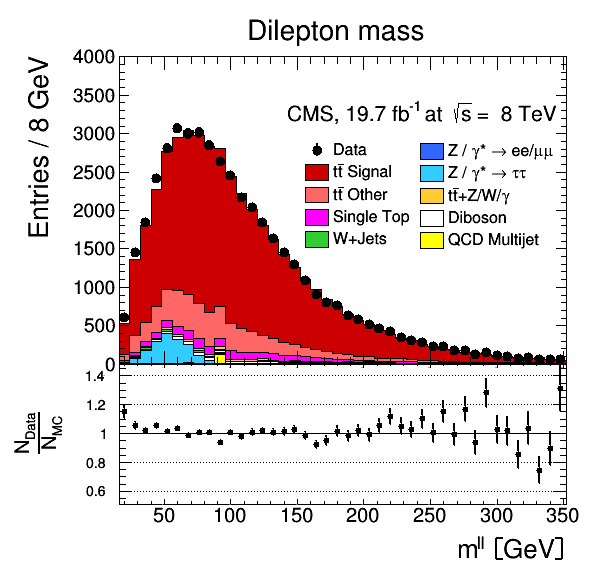 Dilepton mass
Entries / 8 GeV
4000
3500
3000
2500
2000
1500
1000
500
0
CMS, 19.7 fb⁻¹ at √s = 8 TeV
Data
tt̄ Signal
tt̄ Other
Single Top
W+Jets
Z / γ* → ee/μμ
Z / γ* → ττ
tt̄+Z/W/γ
Diboson
QCD Multijet
N_Data
N_MC
1.4
1.2
1
0.8
0.6
50 100 150 200 250 300 350
m^ll [GeV]